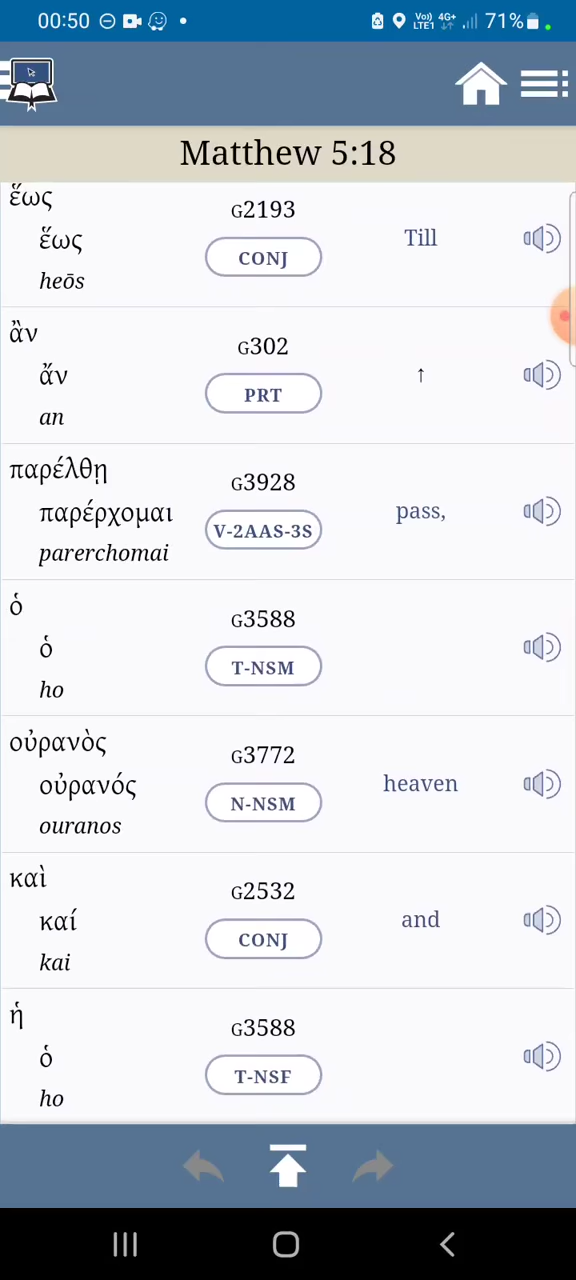 00:50
Vo)) 4G+ 71%
LTE1
Matthew 5:18
ἕως
G2193
ἕως
Till
CONJ
heōs
ἂν
G302
ἄν
↑
PRT
an
παρέλθῃ
G3928
παρέρχομαι
pass,
V-2AAS-3S
parerchomai
ὁ
G3588
ὁ
T-NSM
ho
οὐρανὸς
G3772
οὐρανός
heaven
N-NSM
ouranos
καὶ
G2532
καί
and
CONJ
kai
ἡ
G3588
ὁ
T-NSF
ho